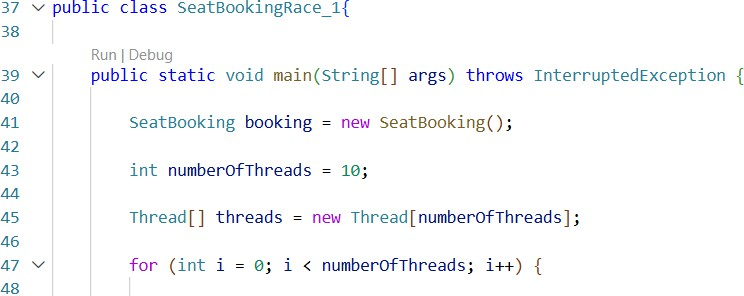 37 public class SeatBookingRace_1{
38
Run | Debug
39 public static void main(String[] args) throws InterruptedException {
40
41 SeatBooking booking = new SeatBooking();
42
43 int numberOfThreads = 10;
44
45 Thread[] threads = new Thread[numberOfThreads];
46
47 for (int i = 0; i < numberOfThreads; i++) {
48